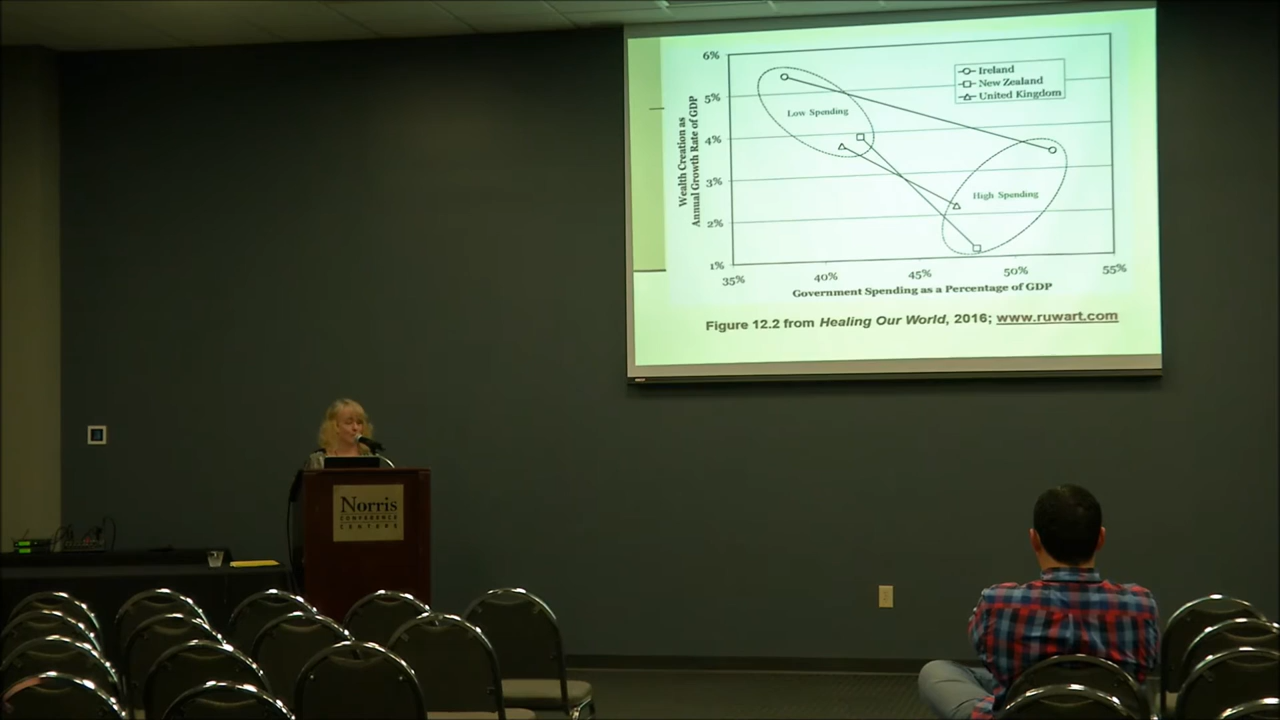 6%
5%
4%
3%
2%
1%
Wealth Creation as
Annual Growth Rate of GDP
Ireland
New Zealand
United Kingdom
Low Spending
High Spending
35%
40%
45%
50%
55%
Government Spending as a Percentage of GDP
Figure 12.2 from Healing Our World, 2016; www.ruwart.com
Norris
CONFERENCE
CENTERS